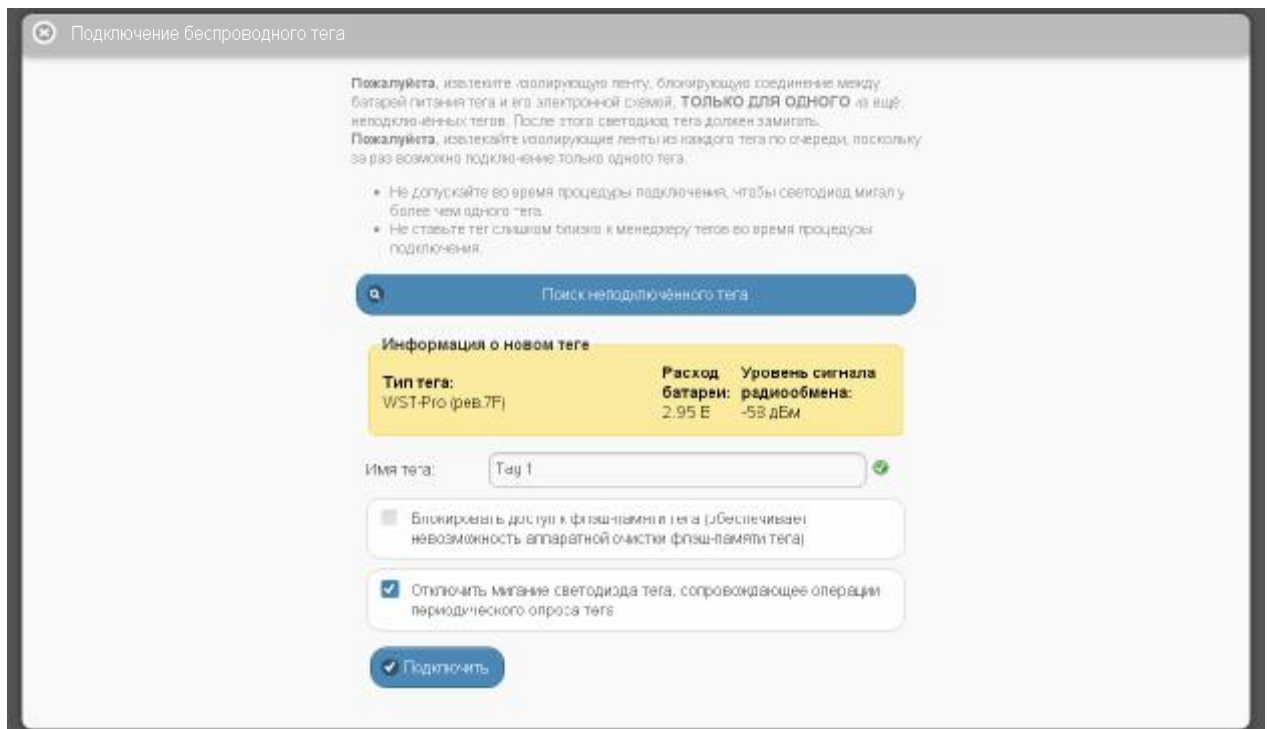 Подключение беспроводного тега
Пожалуйста, извлеките изолирующую ленту, блокирующую соединение между
батарей питания тега и его электронной схемой, ТОЛЬКО ДЛЯ ОДНОГО из ещё
неподключённых тегов. После этого светодиод тега должен замигать.
Пожалуйста, извлекайте изолирующие ленты из каждого тега по очереди, поскольку
за раз возможно подключение только одного тега.
• Не допускайте во время процедуры подключения, чтобы светодиод мигал у
более чем одного тега.
• Не ставьте тег слишком близко к менеджеру тегов во время процедуры
подключения.
Поиск неподключённого тега
Информация о новом теге
Тип тега:
WST-Pro (рев.7F)
Расход
батареи:
2.95 В
Уровень сигнала
радиообмена:
-58 дБм
Имя тега:
Tag 1
Блокировать доступ к флэш-памяти тега (обеспечивает
невозможность аппаратной очистки флэш-памяти тега)
Отключить мигание светодиода тега, сопровождающее операции
периодического опроса тега
Подключить